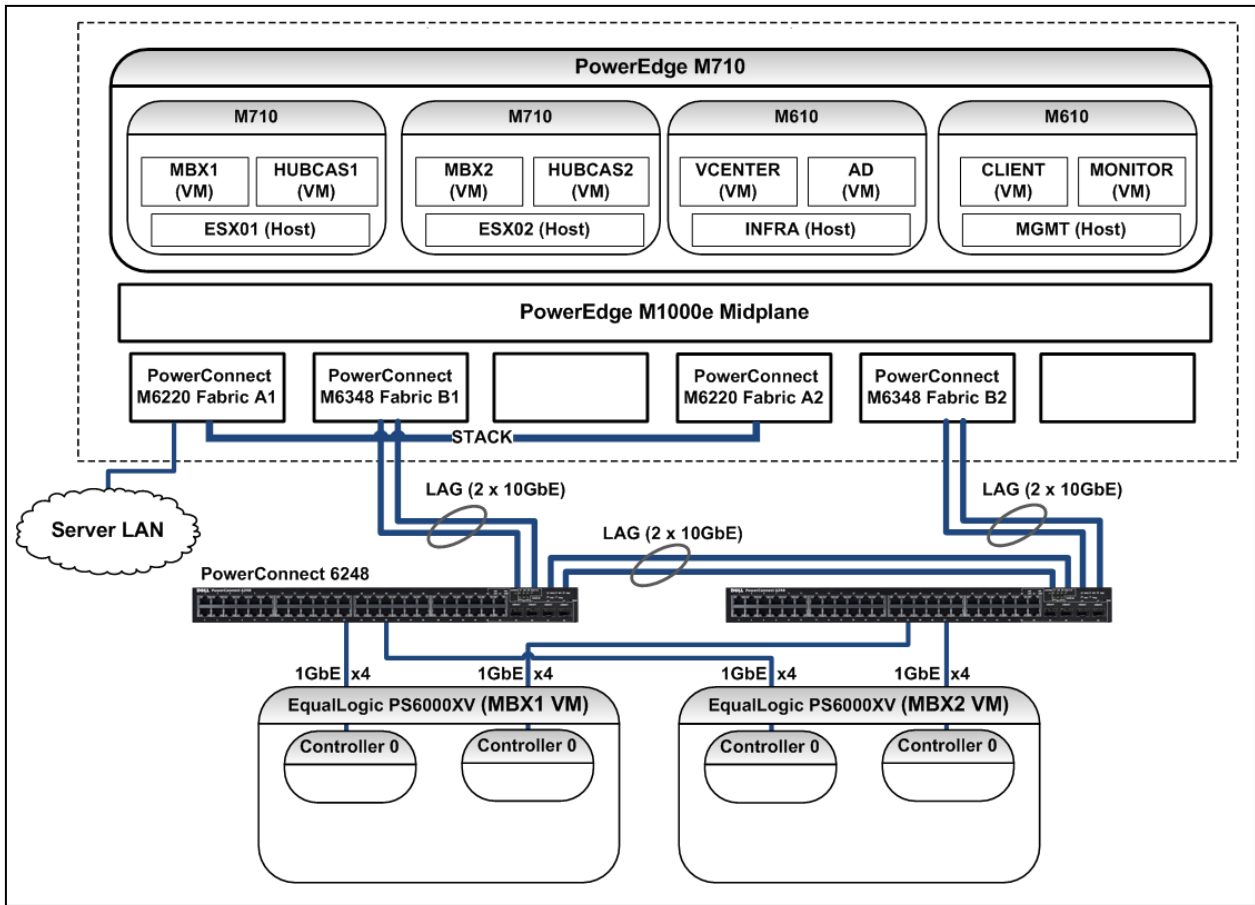 PowerEdge M710
M710
M710
M610
M610
MBX1
(VM)
HUBCAS1
(VM)
MBX2
(VM)
HUBCAS2
(VM)
VCENTER
(VM)
AD
(VM)
CLIENT
(VM)
MONITOR
(VM)
ESX01 (Host)
ESX02 (Host)
INFRA (Host)
MGMT (Host)
PowerEdge M1000e Midplane
PowerConnect
M6220 Fabric A1
PowerConnect
M6348 Fabric B1
PowerConnect
M6220 Fabric A2
PowerConnect
M6348 Fabric B2
STACK
LAG (2 x 10GbE)
LAG (2 x 10GbE)
Server LAN
LAG (2 x 10GbE)
PowerConnect 6248
1GbE x4
1GbE x4
1GbE x4
1GbE x4
EqualLogic PS6000XV (MBX1 VM)
EqualLogic PS6000XV (MBX2 VM)
Controller 0
Controller 0
Controller 0
Controller 0